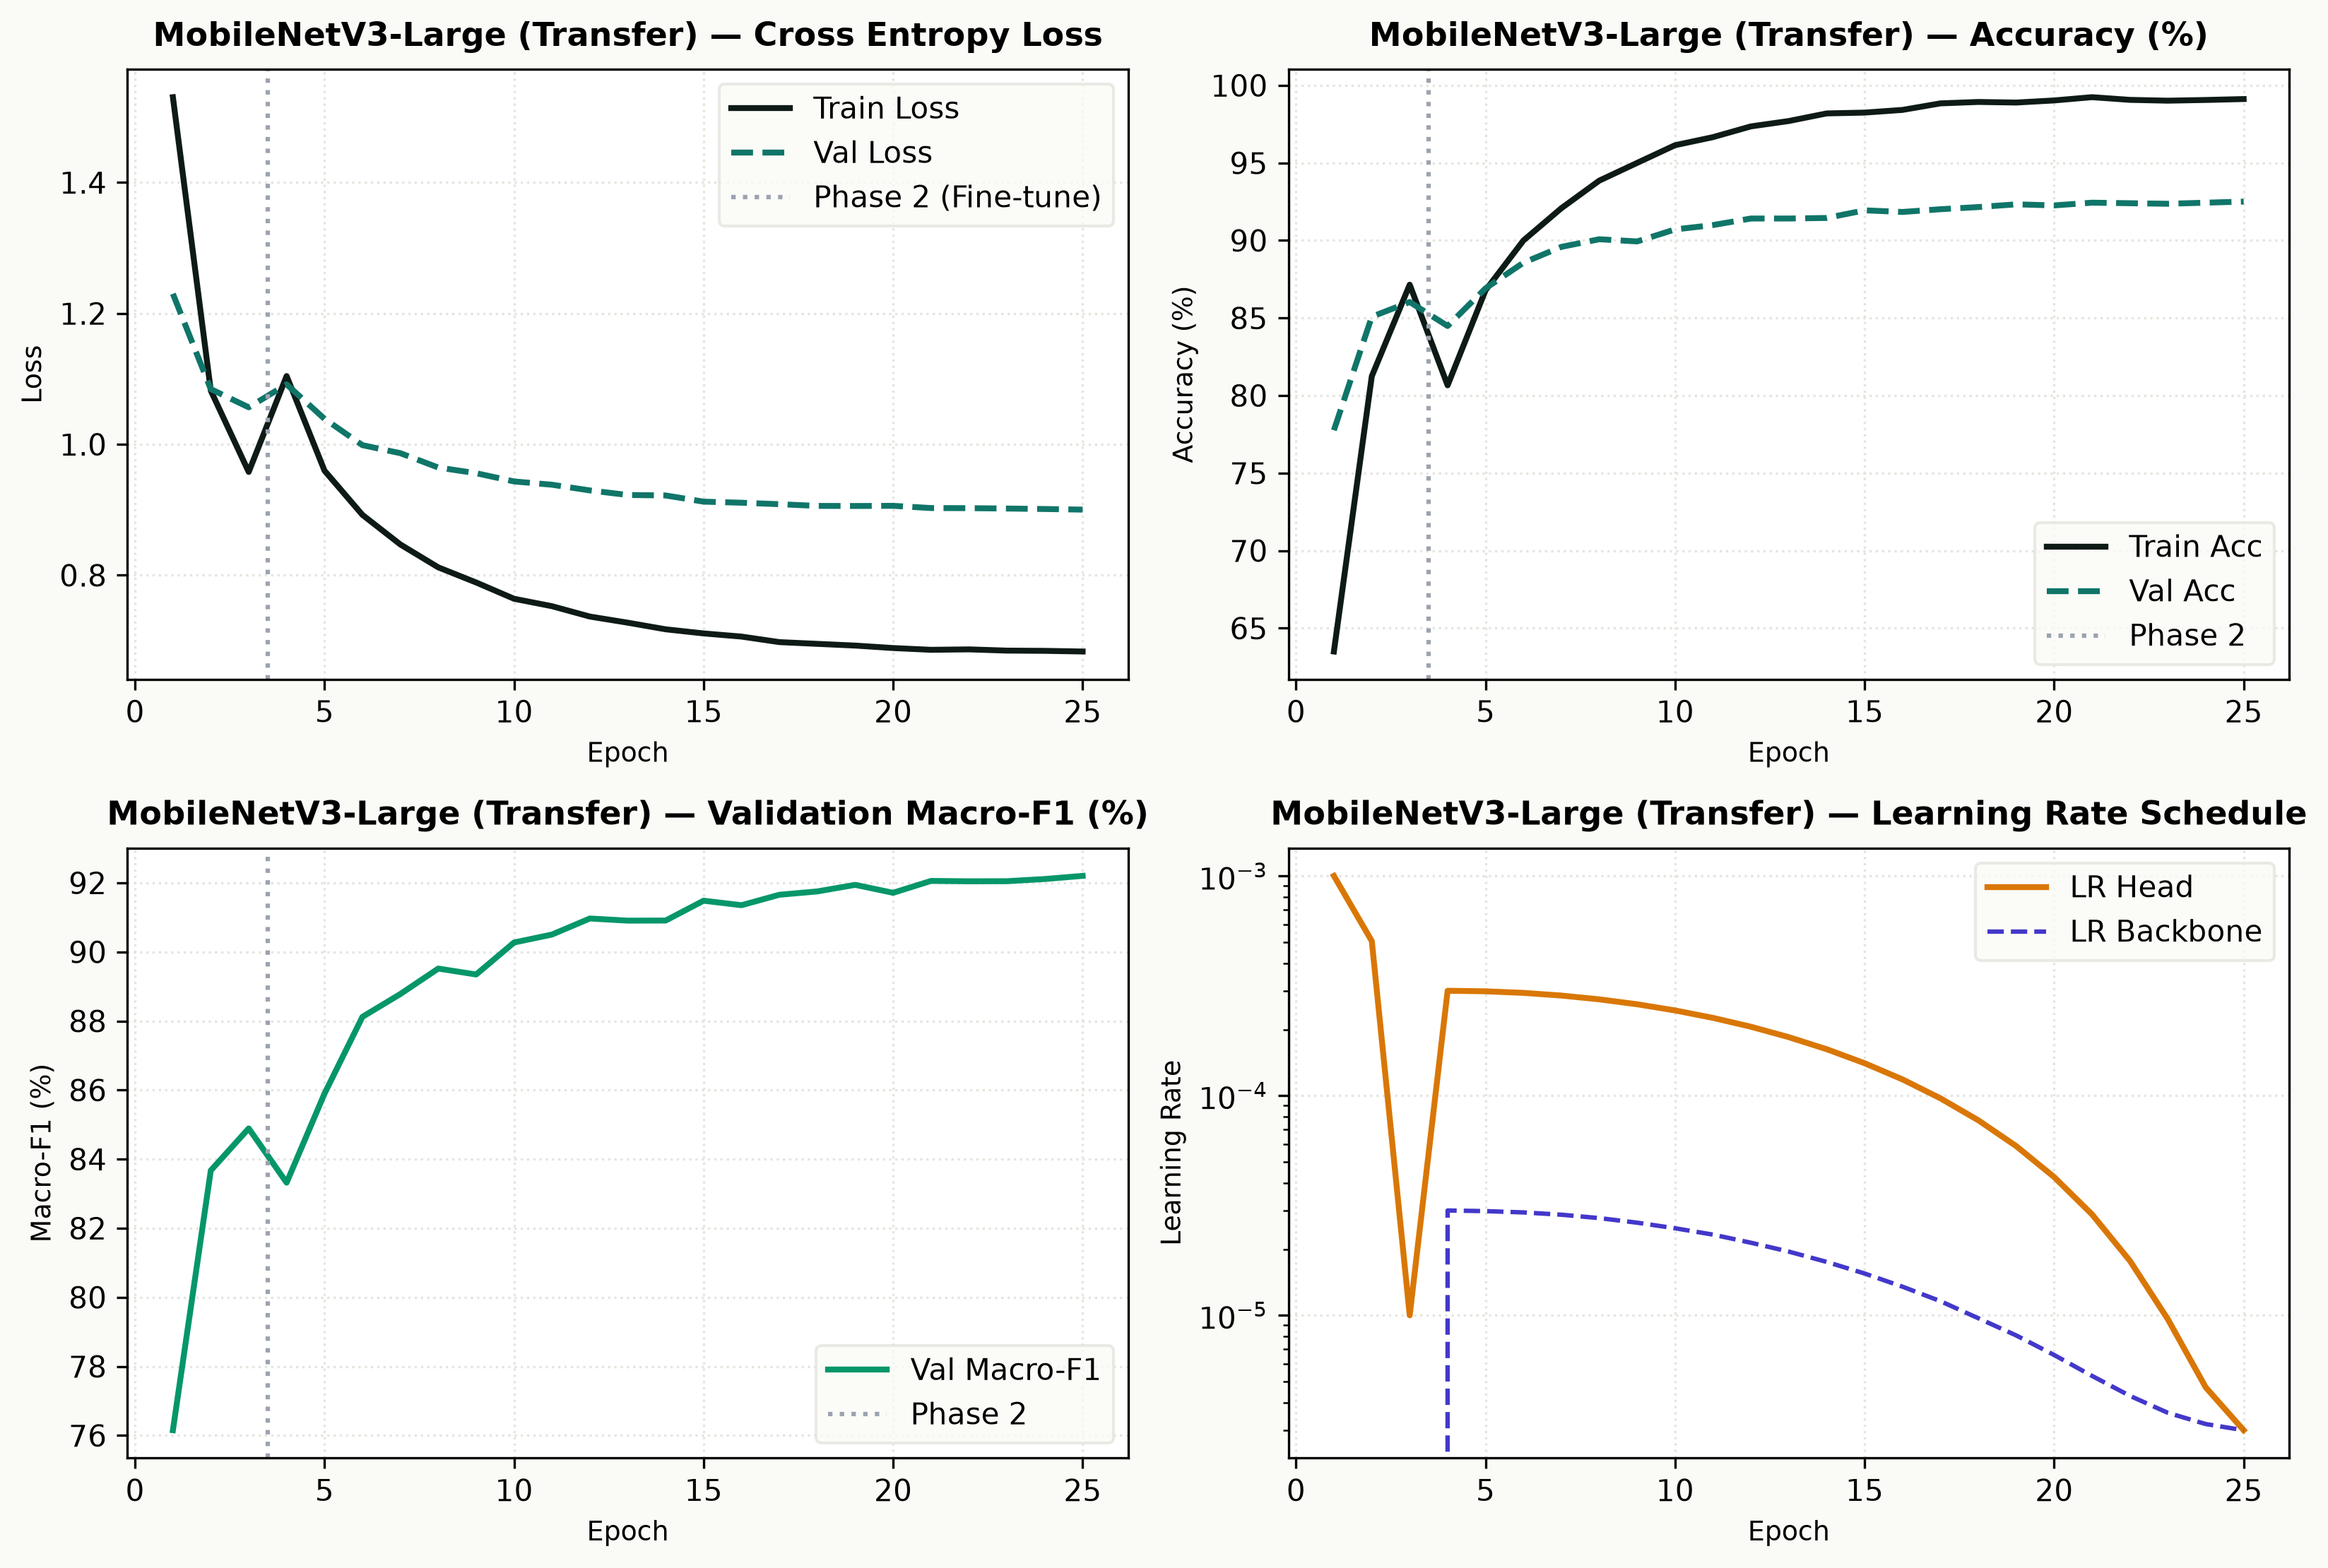 MobileNetV3-Large (Transfer) — Cross Entropy Loss
Loss
1.4
1.2
1.0
0.8
Train Loss
Val Loss
Phase 2 (Fine-tune)
0 5 10 15 20 25
Epoch
MobileNetV3-Large (Transfer) — Accuracy (%)
Accuracy (%)
100
95
90
85
80
75
70
65
Train Acc
Val Acc
Phase 2
0 5 10 15 20 25
Epoch
MobileNetV3-Large (Transfer) — Validation Macro-F1 (%)
Macro-F1 (%)
92
90
88
86
84
82
80
78
76
Val Macro-F1
Phase 2
0 5 10 15 20 25
Epoch
MobileNetV3-Large (Transfer) — Learning Rate Schedule
Learning Rate
10⁻³
10⁻⁴
10⁻⁵
LR Head
LR Backbone
0 5 10 15 20 25
Epoch